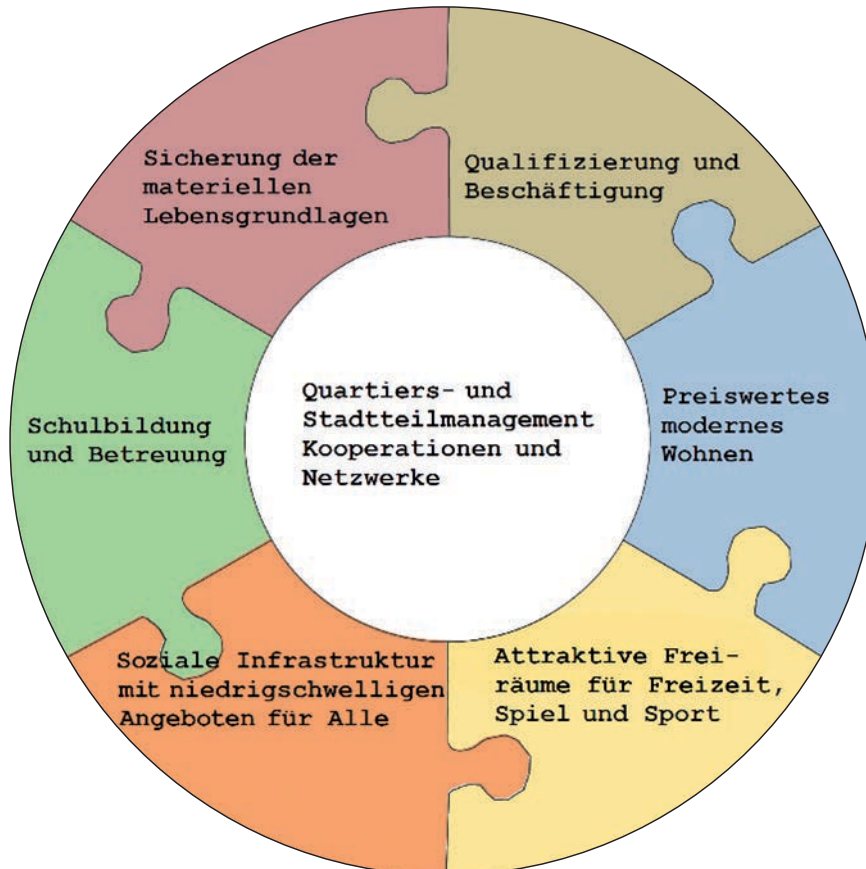 Sicherung der
materiellen
Lebensgrundlagen
Qualifizierung und
Beschäftigung
Preiswertes
modernes
Wohnen
Attraktive Frei-
räume für Freizeit,
Spiel und Sport
Soziale Infrastruktur
mit niedrigschwelligen
Angeboten für Alle
Schulbildung
und Betreuung
Quartiers- und
Stadtteilmanagement
Kooperationen und
Netzwerke